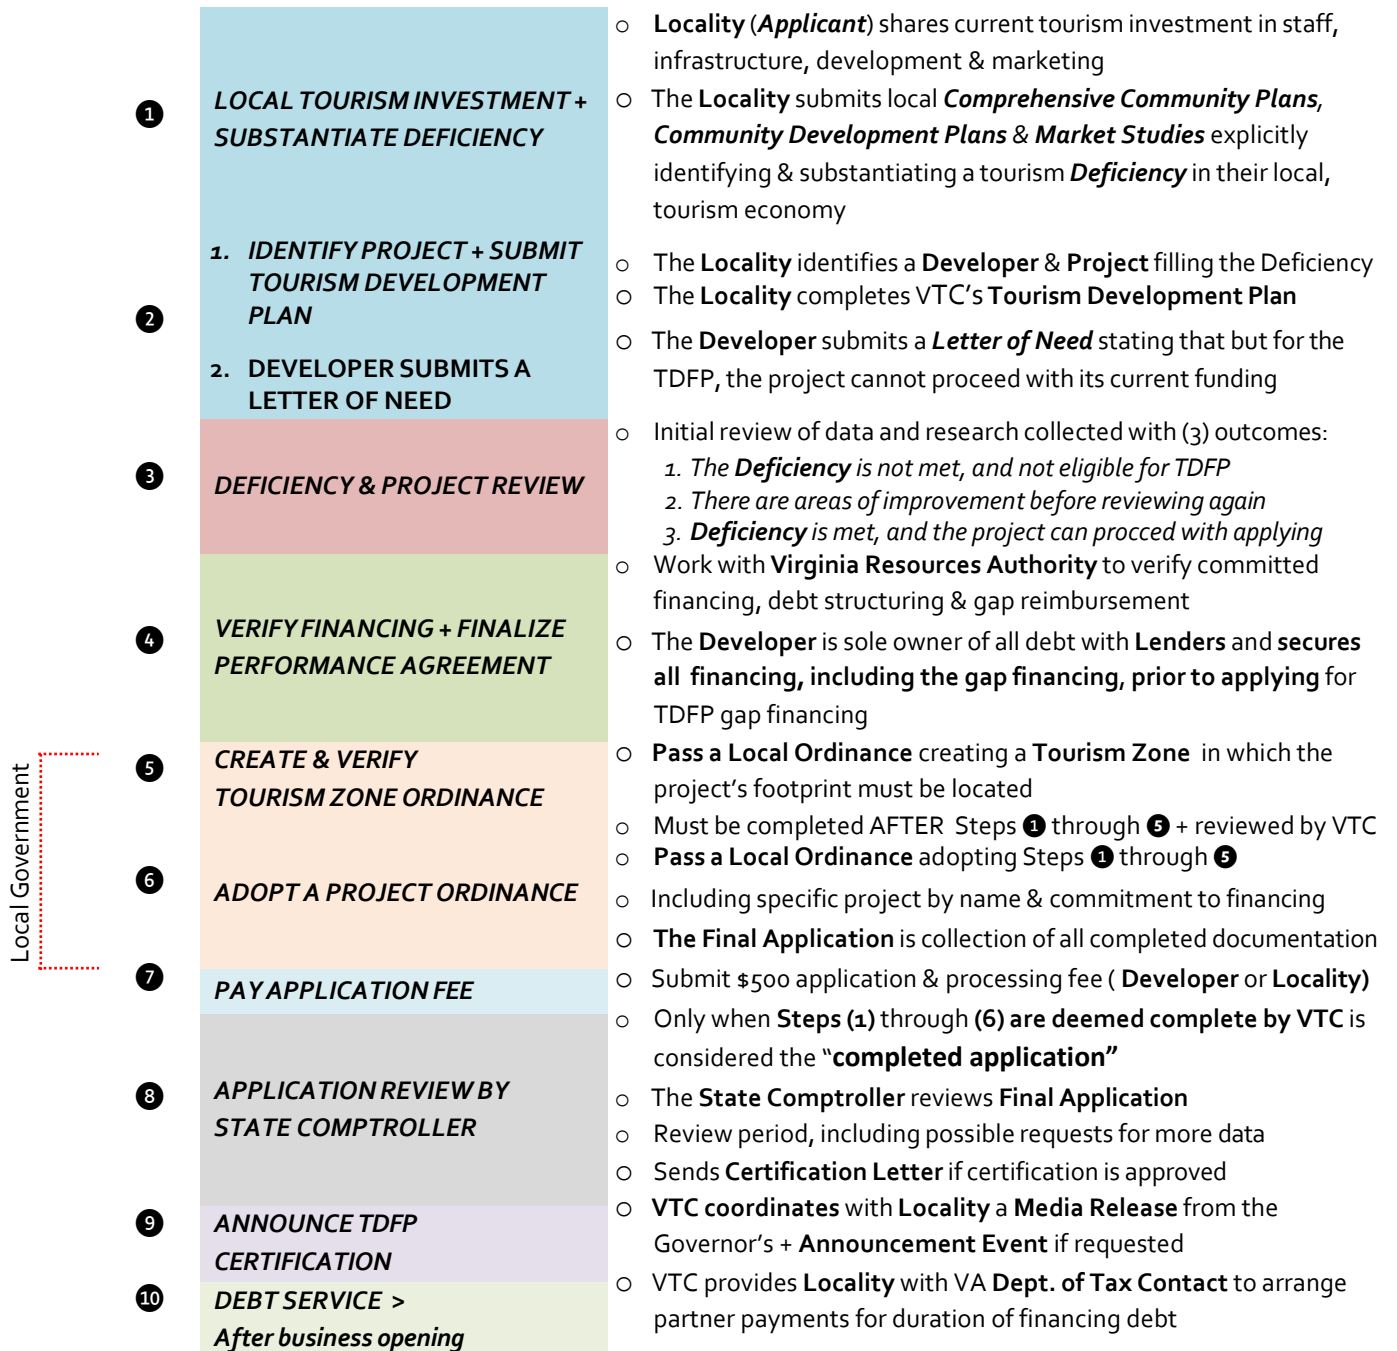 ○ Locality (Applicant) shares current tourism investment in staff,
infrastructure, development & marketing
❶ LOCAL TOURISM INVESTMENT +
SUBSTANTIATE DEFICIENCY
○ The Locality submits local Comprehensive Community Plans,
Community Development Plans & Market Studies explicitly
identifying & substantiating a tourism Deficiency in their local,
tourism economy
❷
1. IDENTIFY PROJECT + SUBMIT
TOURISM DEVELOPMENT
PLAN
2. DEVELOPER SUBMITS A
LETTER OF NEED
○ The Locality identifies a Developer & Project filling the Deficiency
○ The Locality completes VTC’s Tourism Development Plan
○ The Developer submits a Letter of Need stating that but for the
TDFP, the project cannot proceed with its current funding
❸ DEFICIENCY & PROJECT REVIEW
○ Initial review of data and research collected with (3) outcomes:
1. The Deficiency is not met, and not eligible for TDFP
2. There are areas of improvement before reviewing again
3. Deficiency is met, and the project can procced with applying
❹ VERIFY FINANCING + FINALIZE
PERFORMANCE AGREEMENT
○ Work with Virginia Resources Authority to verify committed
financing, debt structuring & gap reimbursement
○ The Developer is sole owner of all debt with Lenders and secures
all financing, including the gap financing, prior to applying for
TDFP gap financing
Local Government
❺ CREATE & VERIFY
TOURISM ZONE ORDINANCE
○ Pass a Local Ordinance creating a Tourism Zone in which the
project’s footprint must be located
○ Must be completed AFTER Steps ❶ through ❺ + reviewed by VTC
❻ ADOPT A PROJECT ORDINANCE
○ Pass a Local Ordinance adopting Steps ❶ through ❺
○ Including specific project by name & commitment to financing
○ The Final Application is collection of all completed documentation
❼ PAY APPLICATION FEE
○ Submit $500 application & processing fee ( Developer or Locality)
❽ APPLICATION REVIEW BY
STATE COMPTROLLER
○ Only when Steps (1) through (6) are deemed complete by VTC is
considered the “completed application”
○ The State Comptroller reviews Final Application
○ Review period, including possible requests for more data
○ Sends Certification Letter if certification is approved
❾ ANNOUNCE TDFP
CERTIFICATION
○ VTC coordinates with Locality a Media Release from the
Governor’s + Announcement Event if requested
❿ DEBT SERVICE >
After business opening
○ VTC provides Locality with VA Dept. of Tax Contact to arrange
partner payments for duration of financing debt